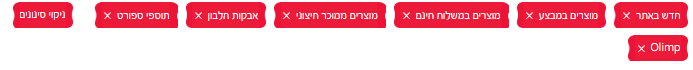 חדש באתר × מוצרים במבצע × מוצרים במשלוח חינם × מוצרים ממוכר חיצוני × אבקות חלבון × תוספי ספורט × ניקוי סינונים
Olimp ×